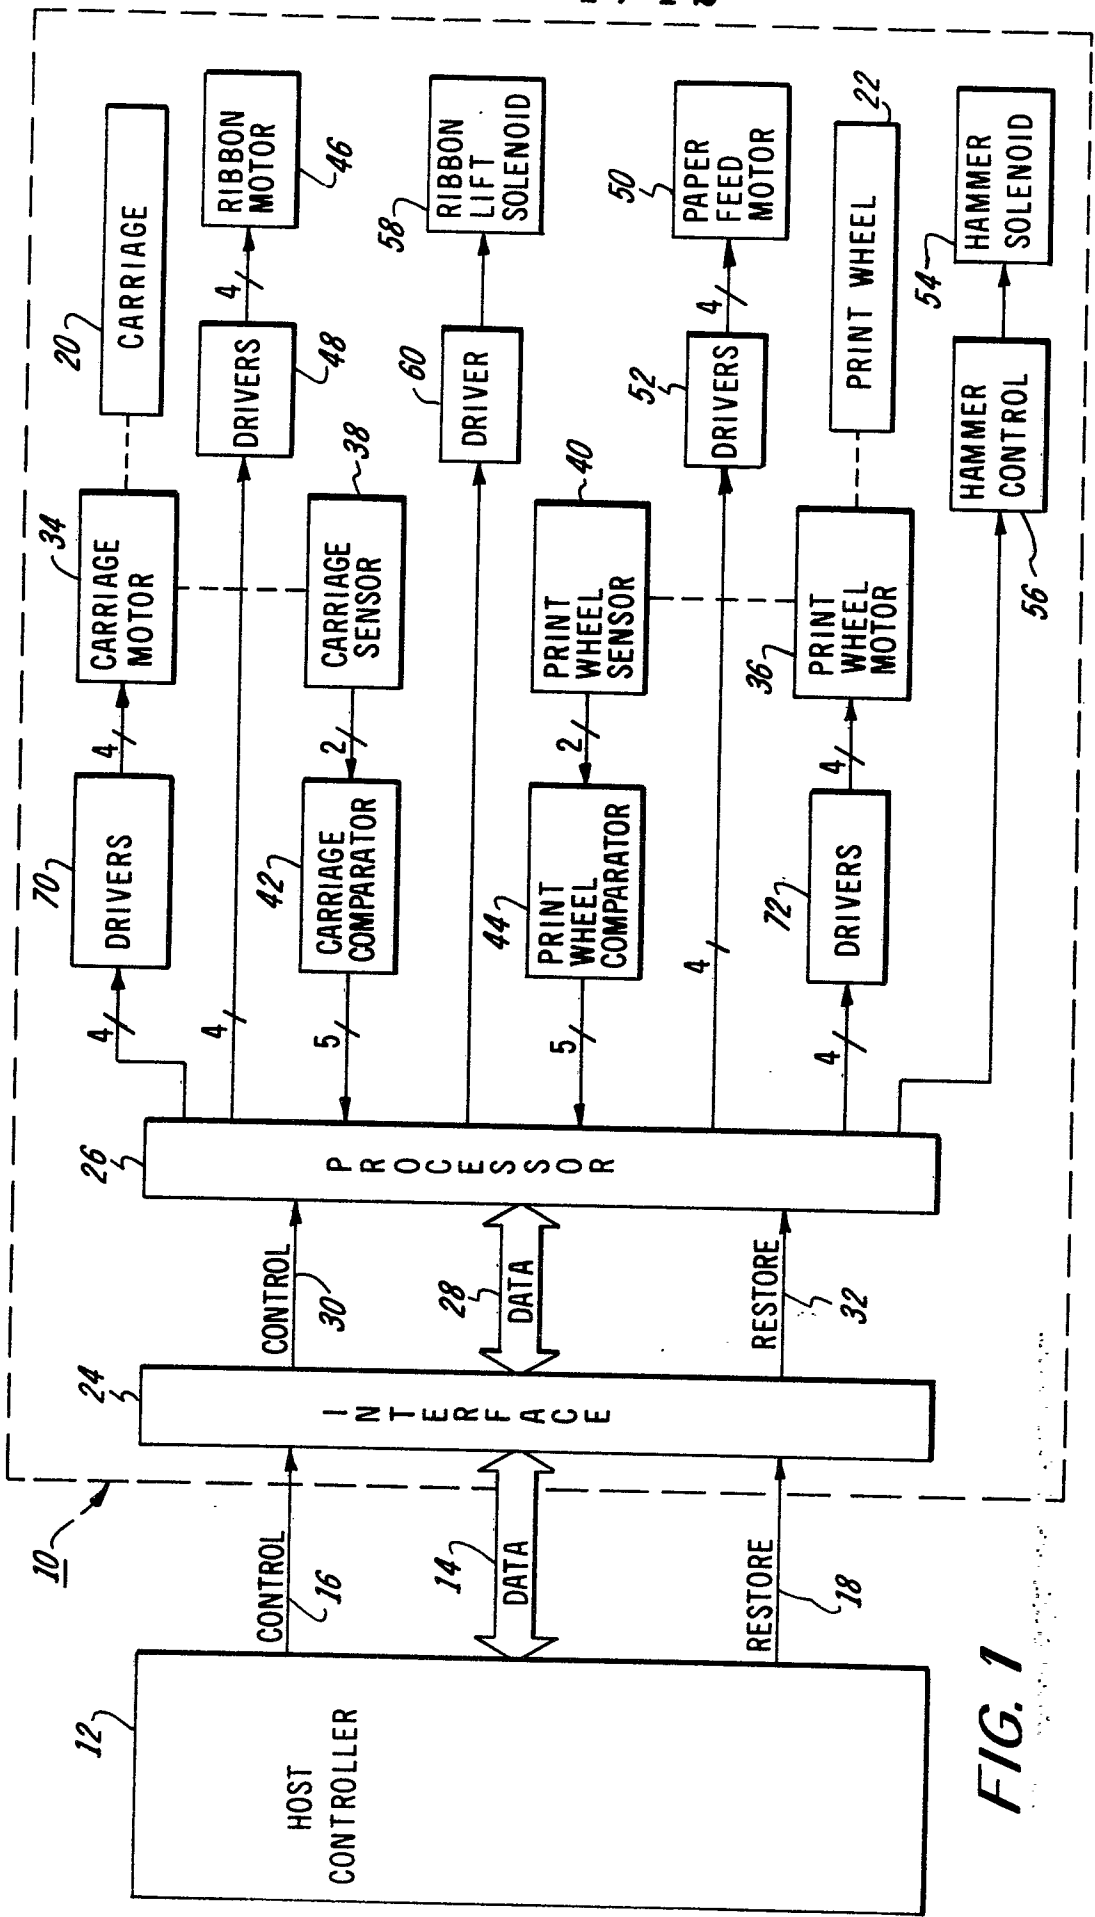 10
12
HOST
CONTROLLER
CONTROL
16
14
DATA
RESTORE
18
24
INTERFACE
CONTROL
30
28
DATA
RESTORE
32
26
PROCESSOR
4
70
DRIVERS
4
34
CARRIAGE
MOTOR
20
CARRIAGE
4
DRIVERS
48
4
RIBBON
MOTOR
46
5
42
CARRIAGE
COMPARATOR
2
CARRIAGE
SENSOR
38
60
DRIVER
58
RIBBON
LIFT
SOLENOID
5
44
PRINT
WHEEL
COMPARATOR
2
PRINT
WHEEL
SENSOR
40
4
52
DRIVERS
4
50
PAPER
FEED
MOTOR
4
72
DRIVERS
4
36
PRINT
WHEEL
MOTOR
PRINT WHEEL
22
HAMMER
CONTROL
56
54
HAMMER
SOLENOID
FIG. 1